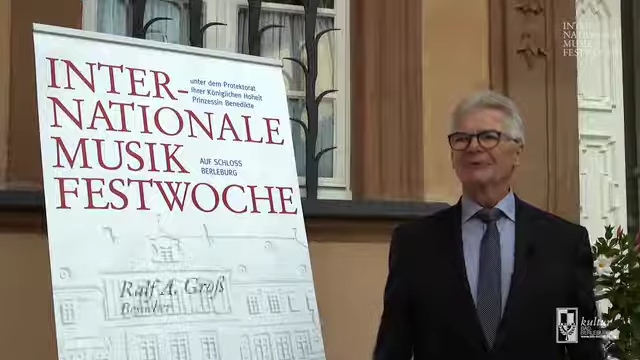 INTER-
NATIONALE
MUSIK
FESTWOCHE
unter dem Protektorat
Ihrer Königlichen Hoheit
Prinzessin Benedikte
AUF SCHLOSS
BERLEBURG
Ralf A. Groß
INTER
NATIONALE
MUSIK
FESTWOCHE
kultur